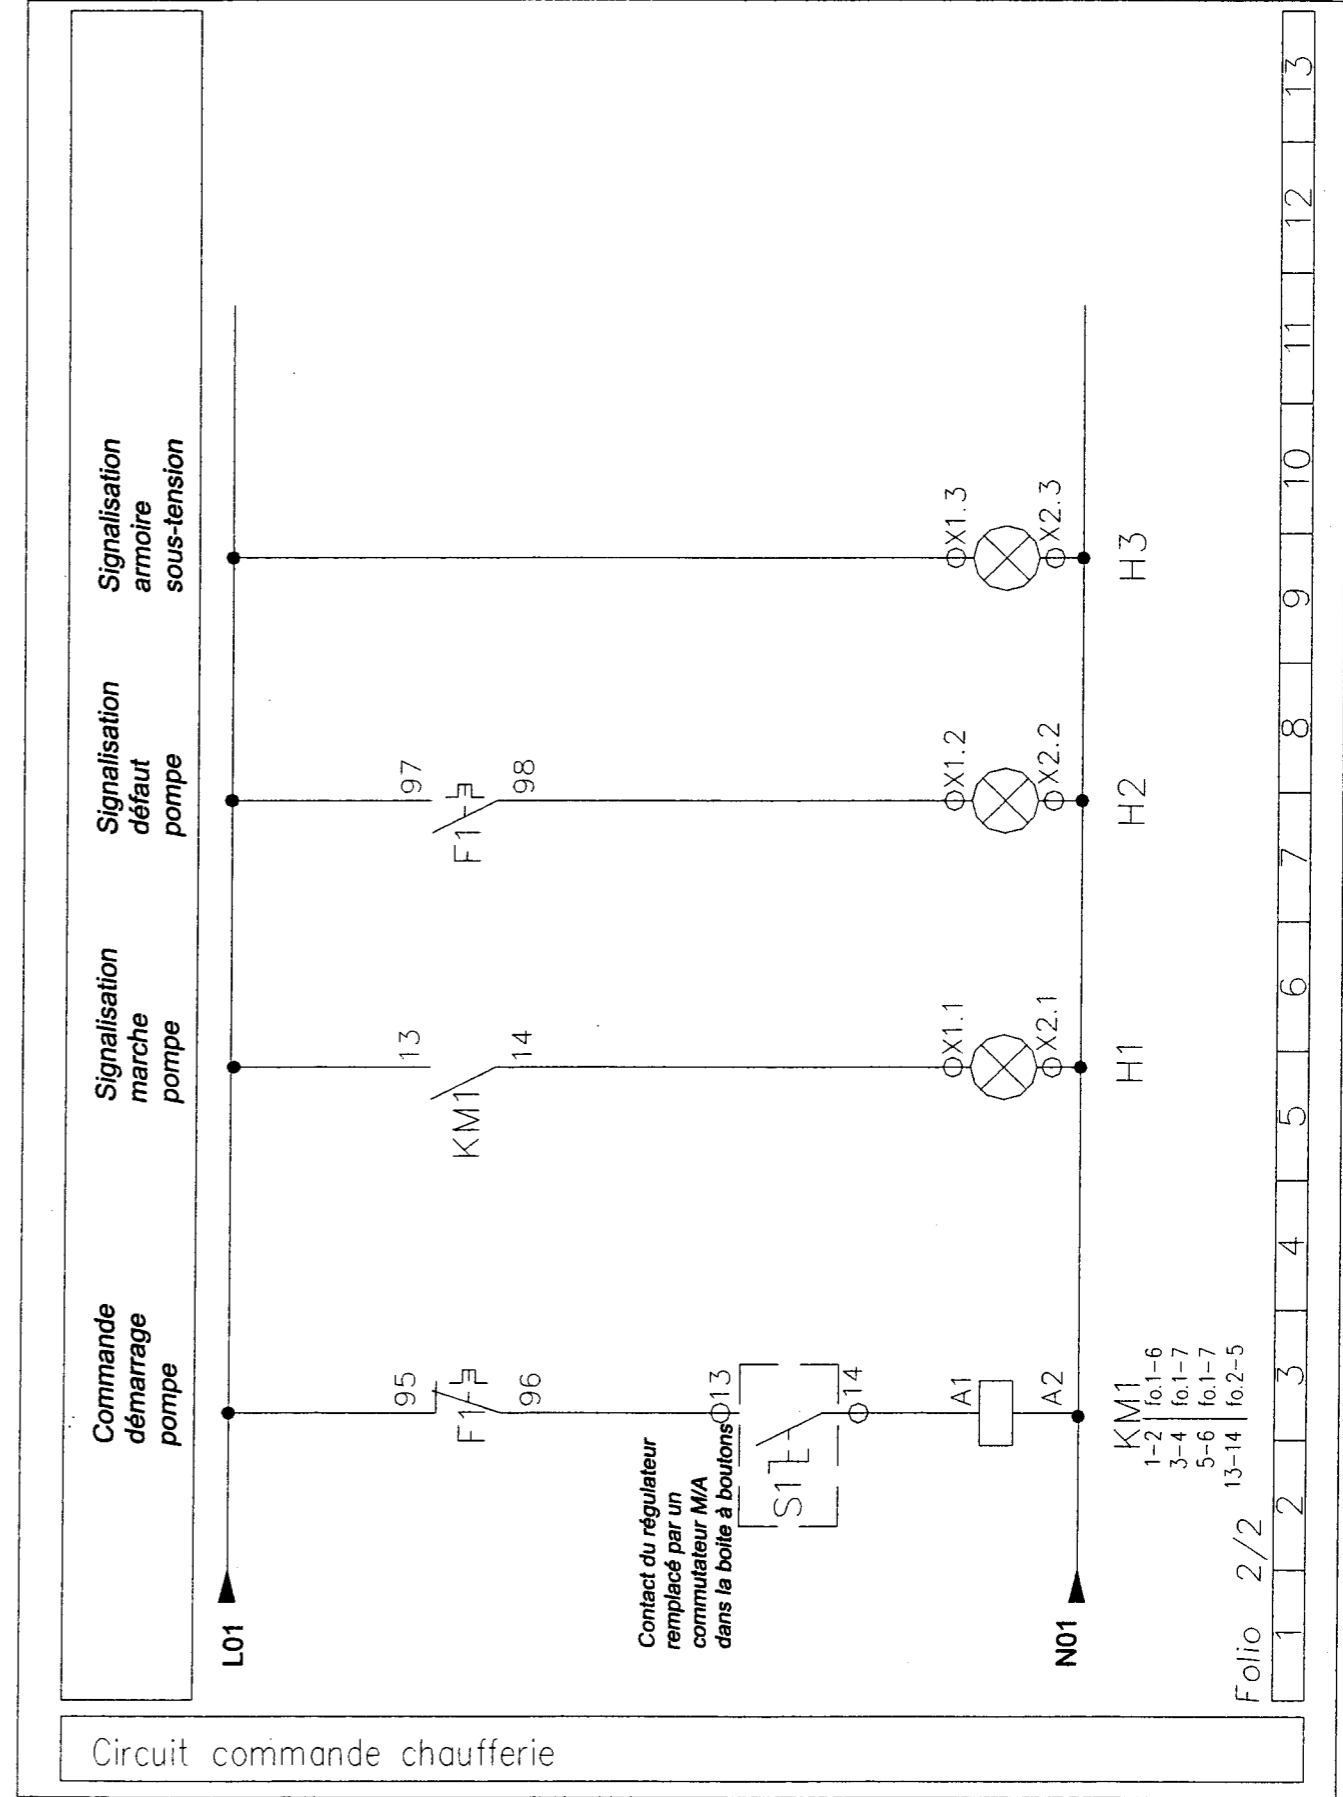 Circuit commande chaufferie
Commande
démarrage
pompe
Signalisation
marche
pompe
Signalisation
défaut
pompe
Signalisation
armoire
sous-tension
L01
95
F1
96
13
KM1
14
97
F1
98
Contact du régulateur
remplacé par un
commutateur M/A
dans la boite à boutons
13
S1
14
A1
A2
X1.1
X2.1
X1.2
X2.2
X1.3
X2.3
N01
KM1
1-2 fo.1-6
3-4 fo.1-7
5-6 fo.1-7
13-14 fo.2-5
H1
H2
H3
Folio 2/2
1 2 3 4 5 6 7 8 9 10 11 12 13